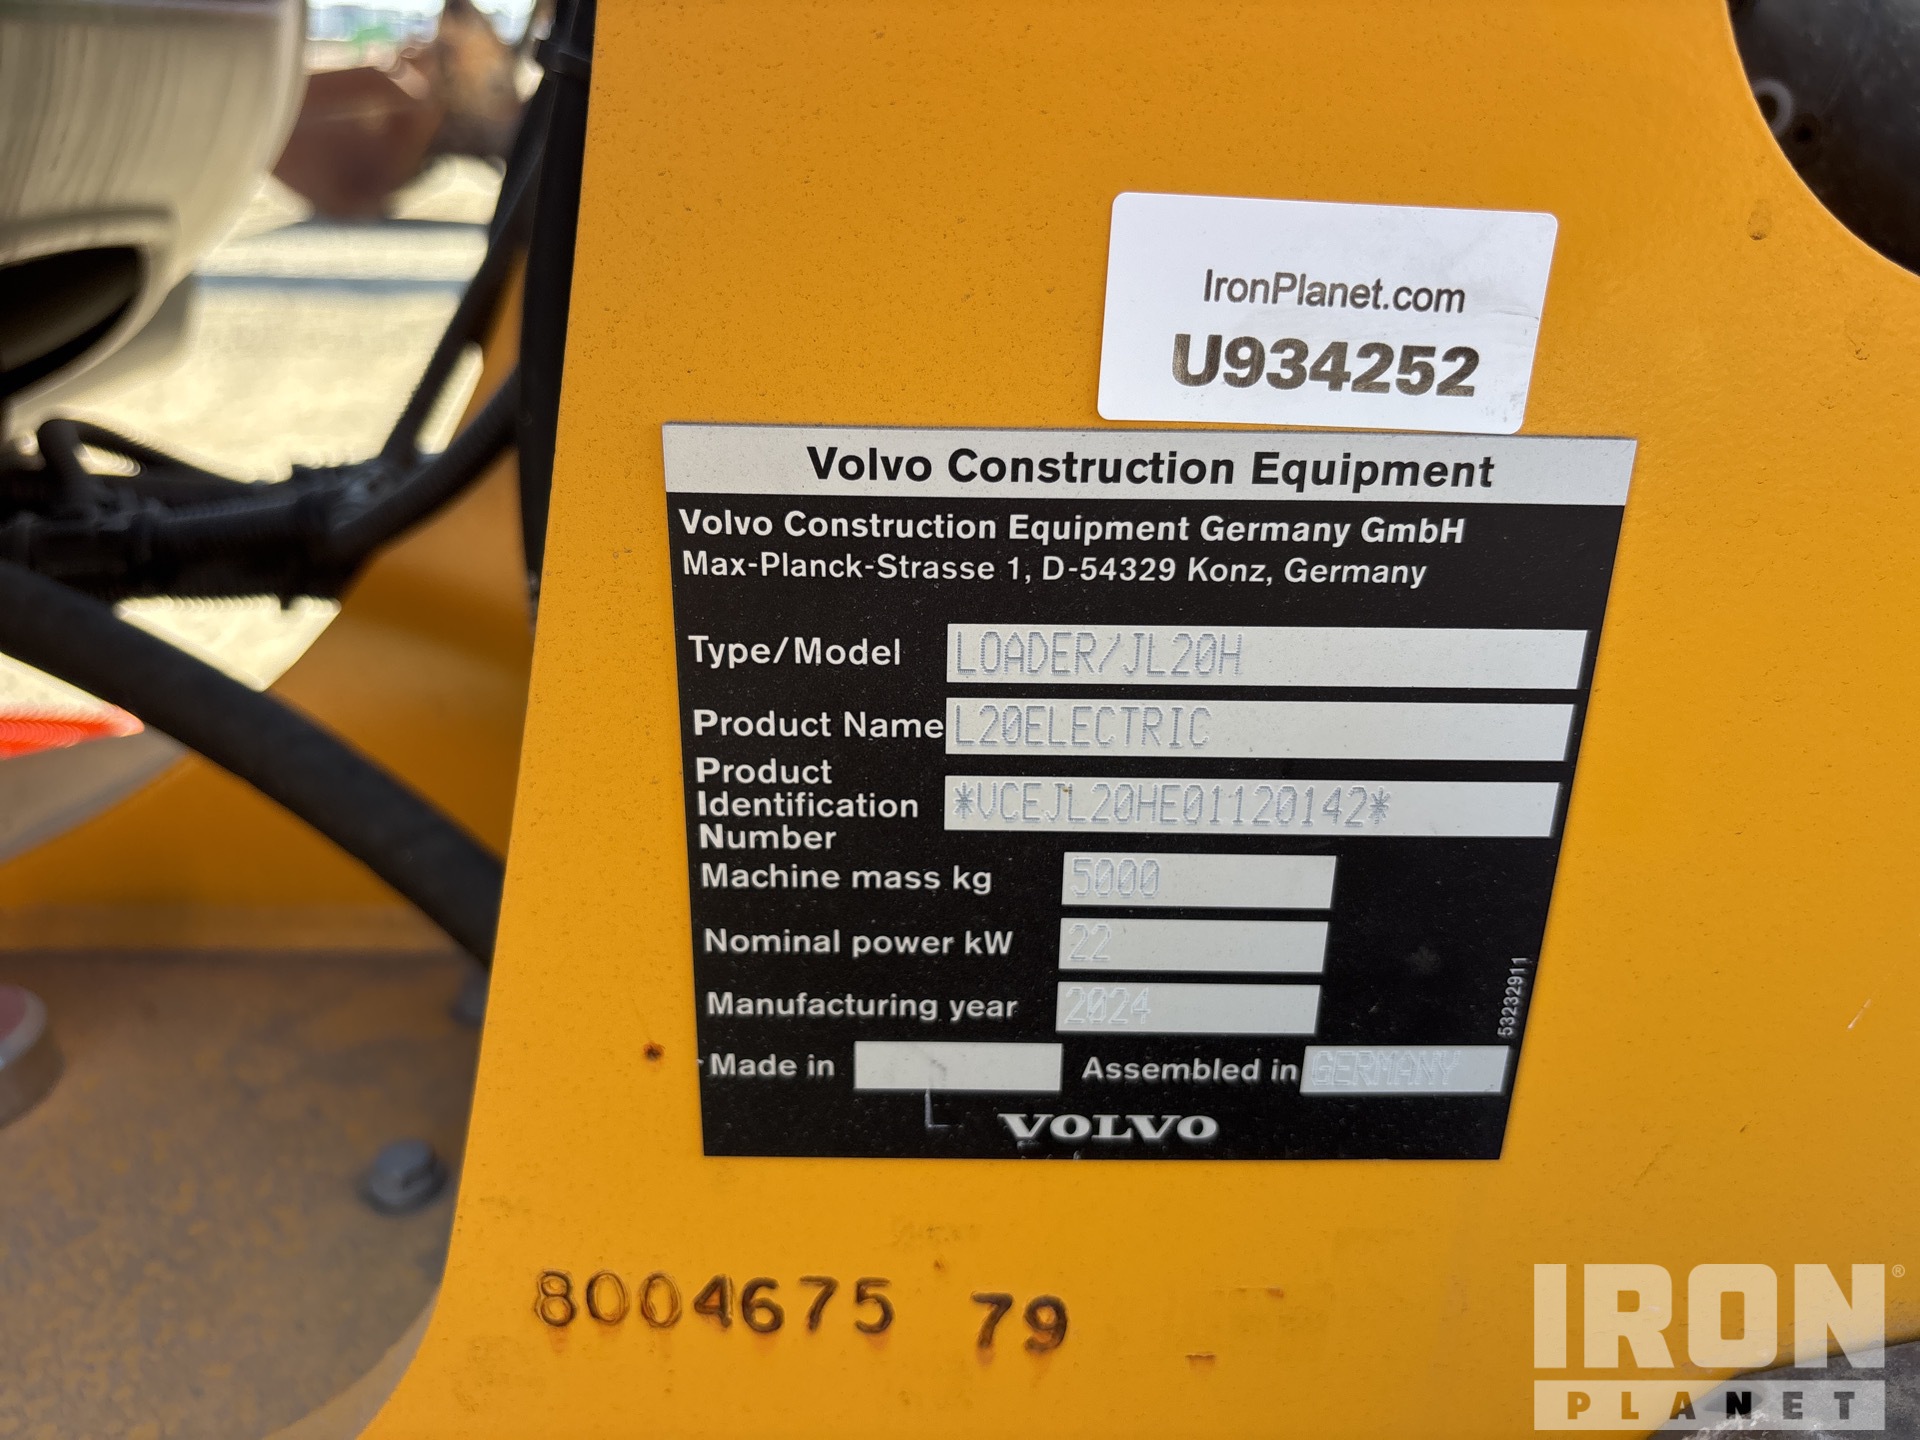 IronPlanet.com
U934252
Volvo Construction Equipment
Volvo Construction Equipment Germany GmbH
Max-Planck-Strasse 1, D-54329 Konz, Germany
Type/Model LOADER/JL20H
Product Name L20ELECTRIC
Product Identification Number *VCEJL20HE01120142*
Machine mass kg 5000
Nominal power kW 22
Manufacturing year 2024
Made in
Assembled in GERMANY
53232911
VOLVO
8004675 79
IRON®
PLANET